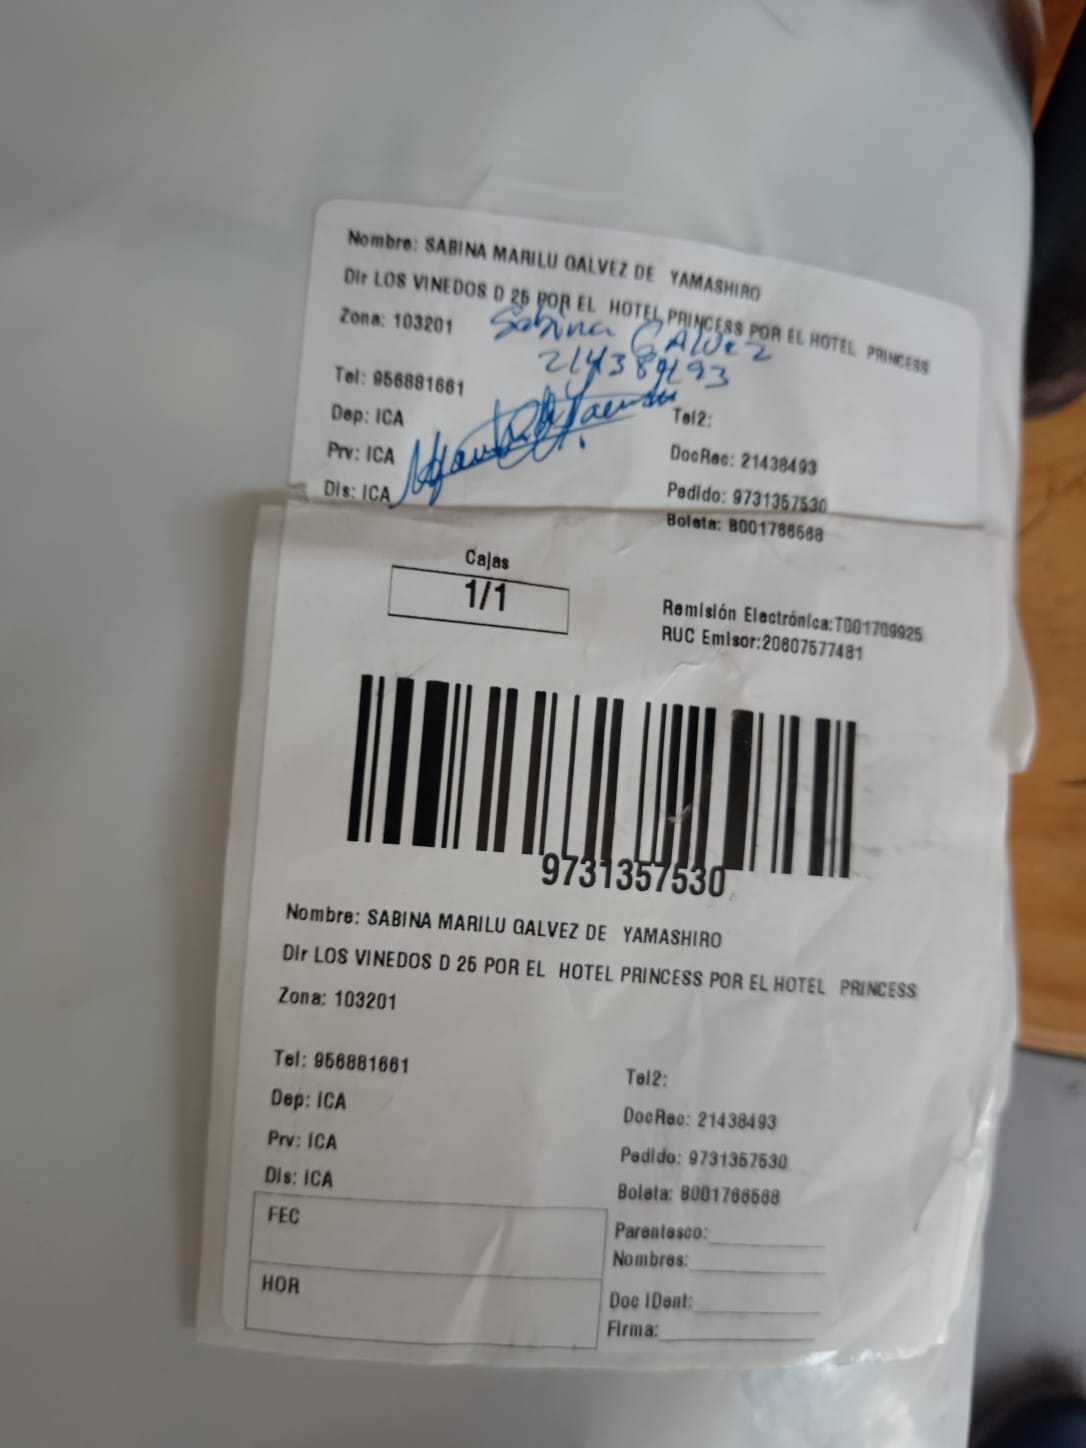 Nombre: SABINA MARILU GALVEZ DE YAMASHIRO
Dir LOS VINEDOS D 25 POR EL HOTEL PRINCESS POR EL HOTEL PRINCESS
Zona: 103201
Sabina GALVEZ
21438493
Tel: 956881661
Tel2:
Dep: ICA
DocRec: 21438493
Prv: ICA
Pedido: 9731357530
Dis: ICA
Boleta: B001766568
Cajas
1/1
Remisión Electrónica:T001709925
RUC Emisor:20607577481
9731357530
Nombre: SABINA MARILU GALVEZ DE YAMASHIRO
Dir LOS VINEDOS D 25 POR EL HOTEL PRINCESS POR EL HOTEL PRINCESS
Zona: 103201
Tel: 956881661
Tel2:
Dep: ICA
DocRec: 21438493
Prv: ICA
Pedido: 9731357530
Dis: ICA
Boleta: B001766568
FEC
Parentesco:
Nombres:
HOR
Doc IDent:
Firma: